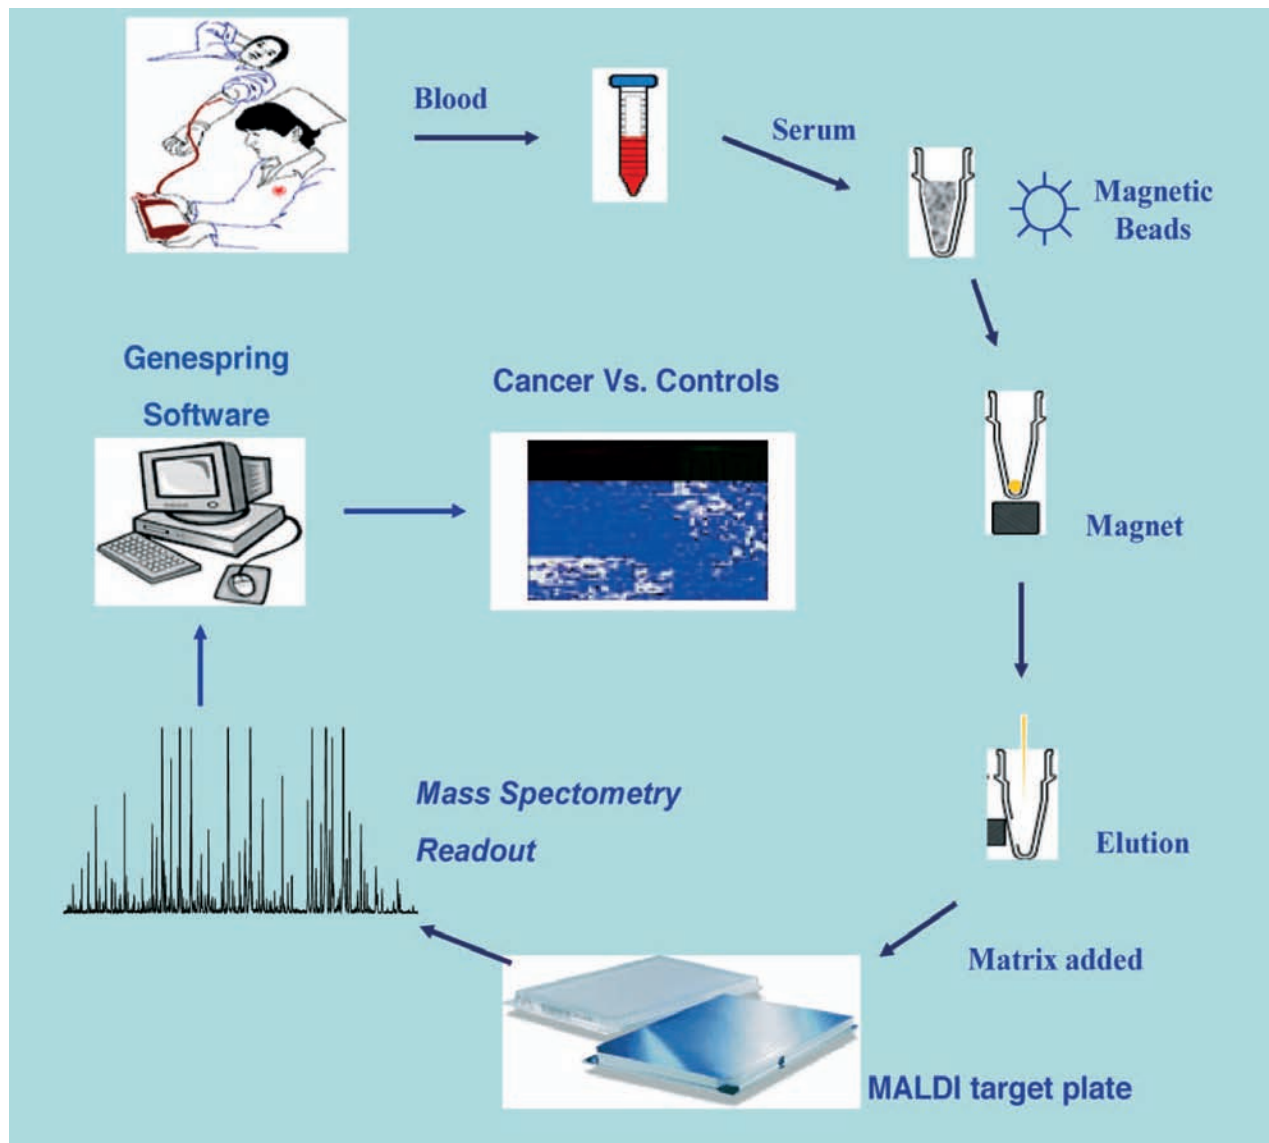 Blood
Serum
Magnetic
Beads
Magnet
Elution
Matrix added
MALDI target plate
Mass Spectometry
Readout
Genespring
Software
Cancer Vs. Controls